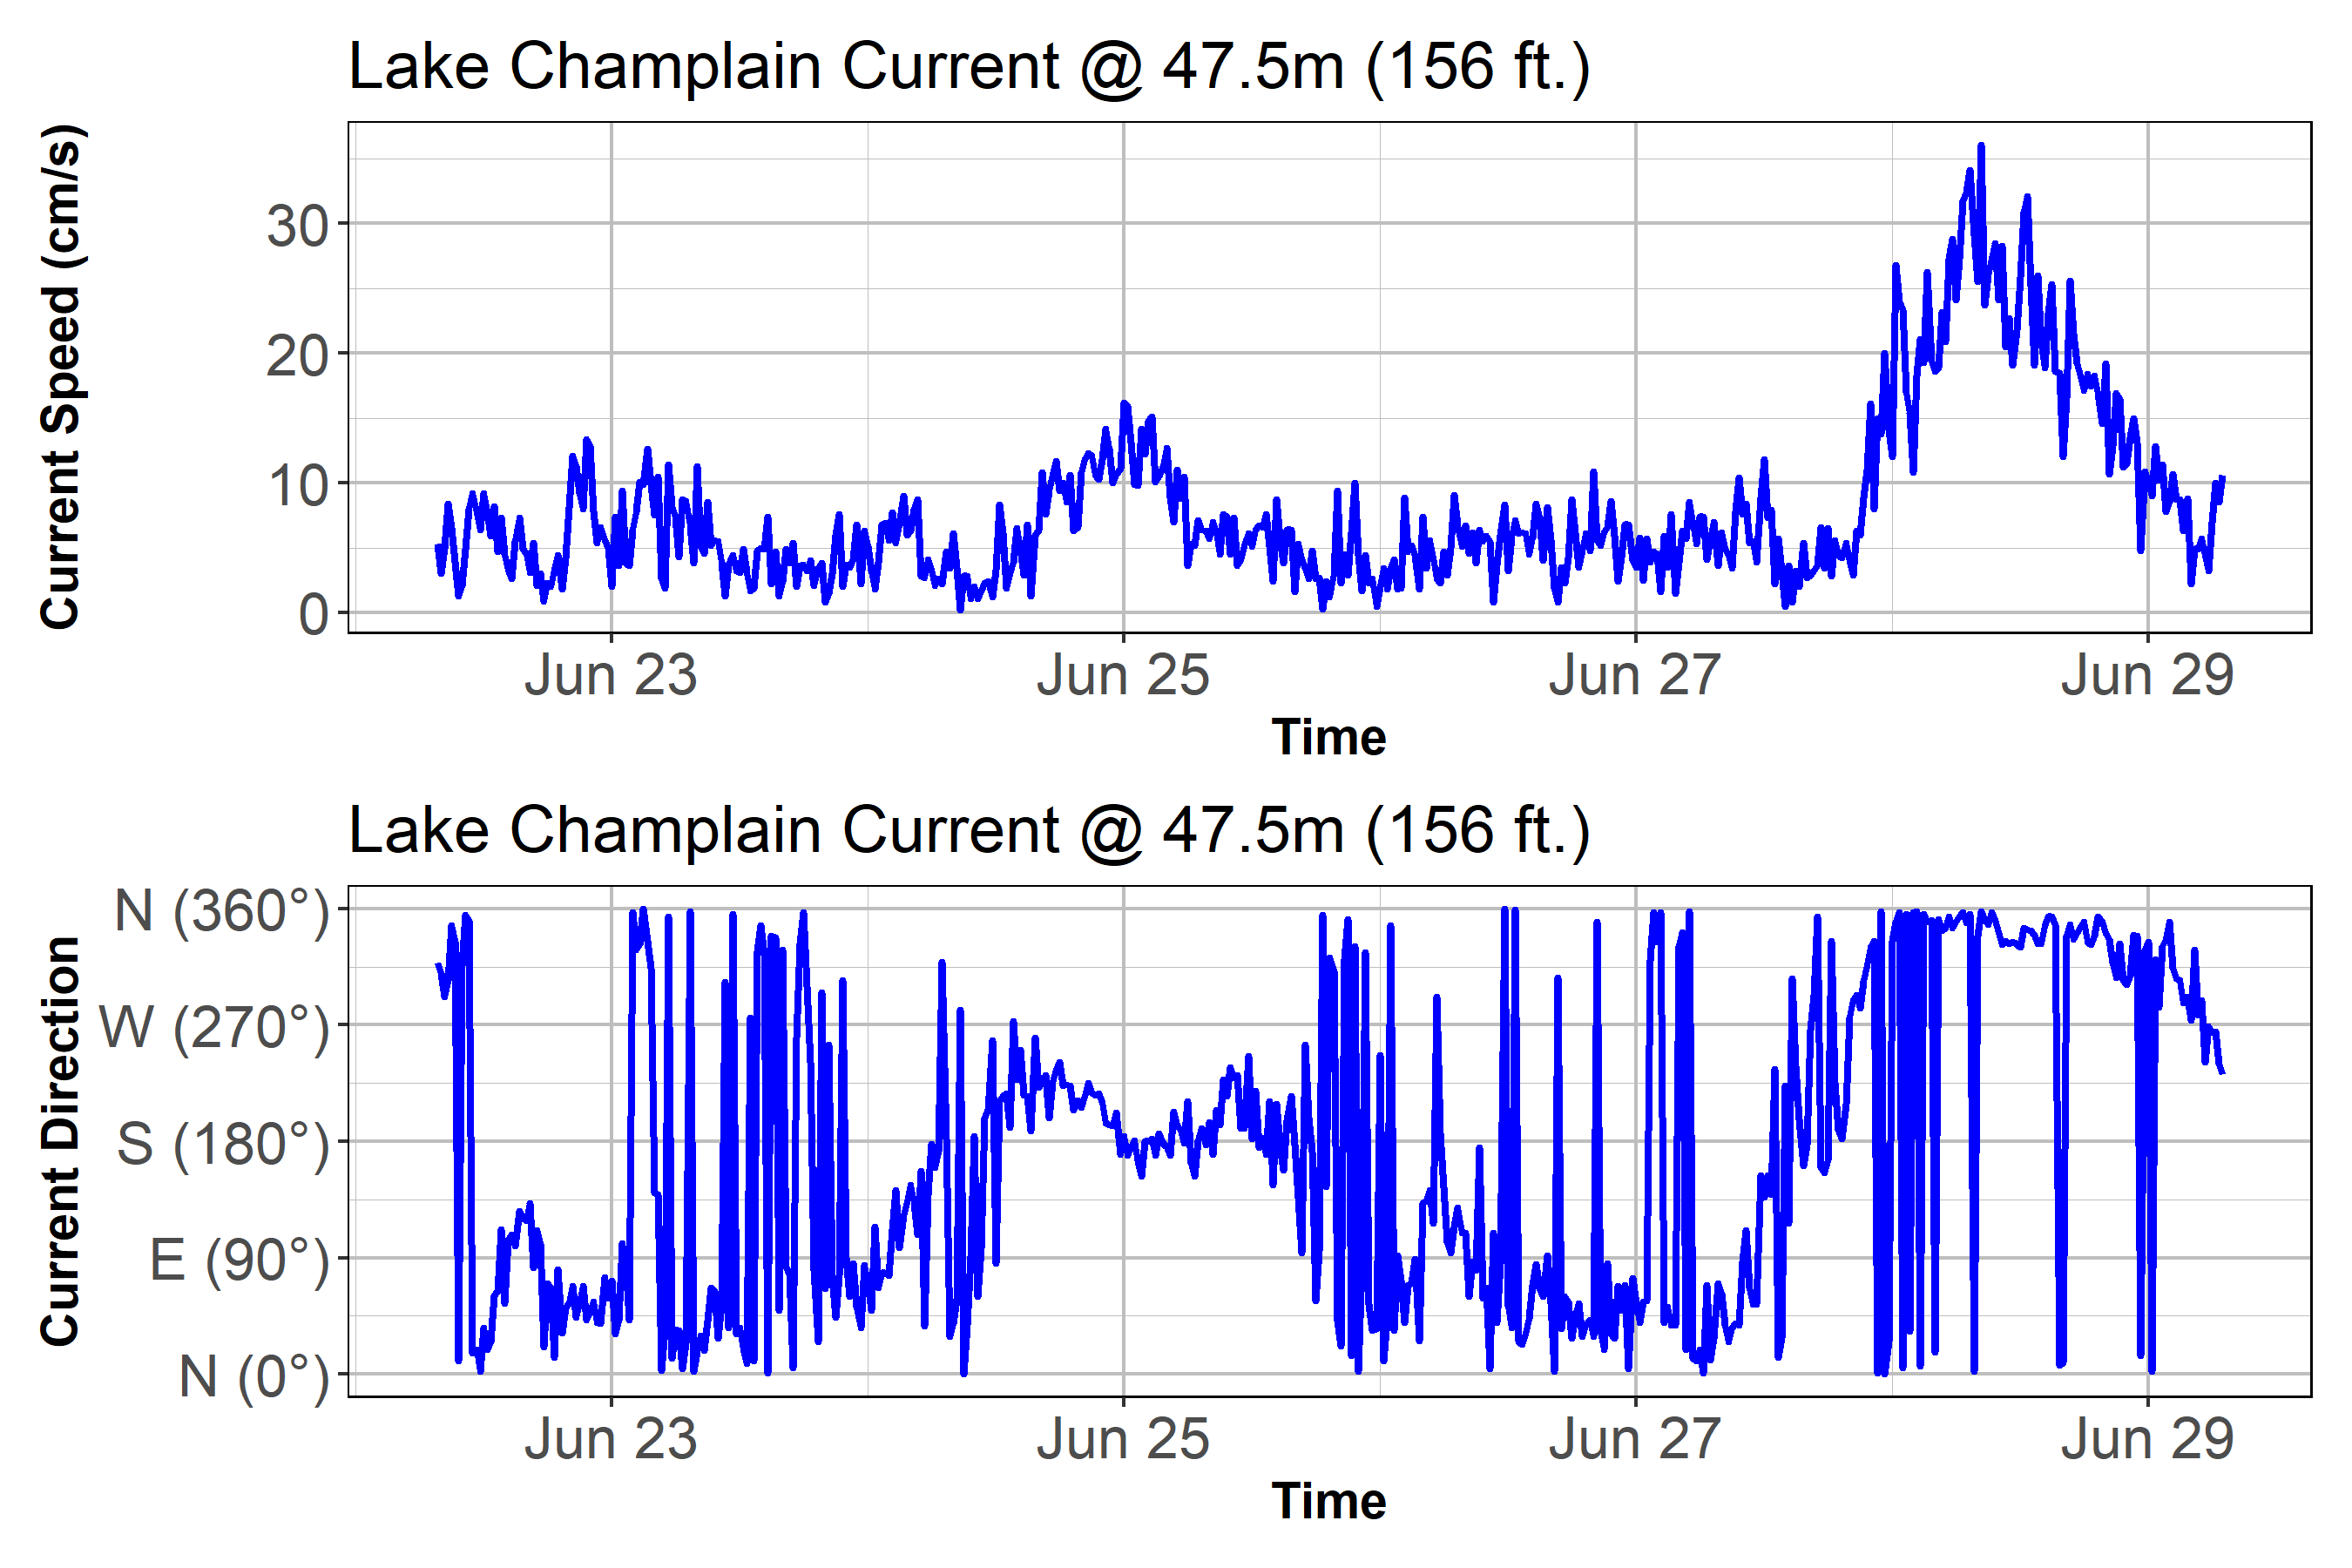 Lake Champlain Current @ 47.5m (156 ft.)
Current Speed (cm/s)
30
20
10
0
Jun 23 Jun 25 Jun 27 Jun 29
Time
Lake Champlain Current @ 47.5m (156 ft.)
Current Direction
N (360°)
W (270°)
S (180°)
E (90°)
N (0°)
Jun 23 Jun 25 Jun 27 Jun 29
Time